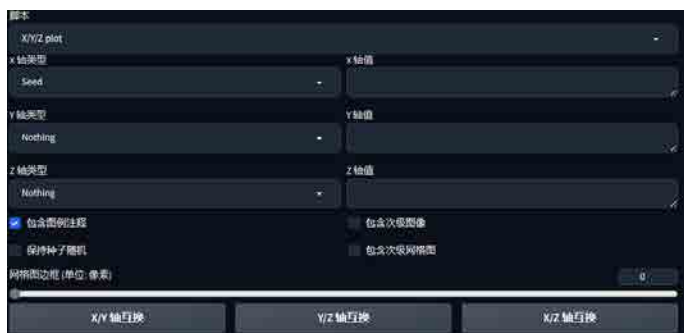 脚本
X/Y/Z plot
X 轴类型
X 轴值
Seed
Y 轴类型
Y 轴值
Nothing
Z 轴类型
Z 轴值
Nothing
包含图例注释
包含次级图像
保持种子随机
包含次级网格图
网格图边框 (单位: 像素)
0
X/Y 轴互换
Y/Z 轴互换
X/Z 轴互换